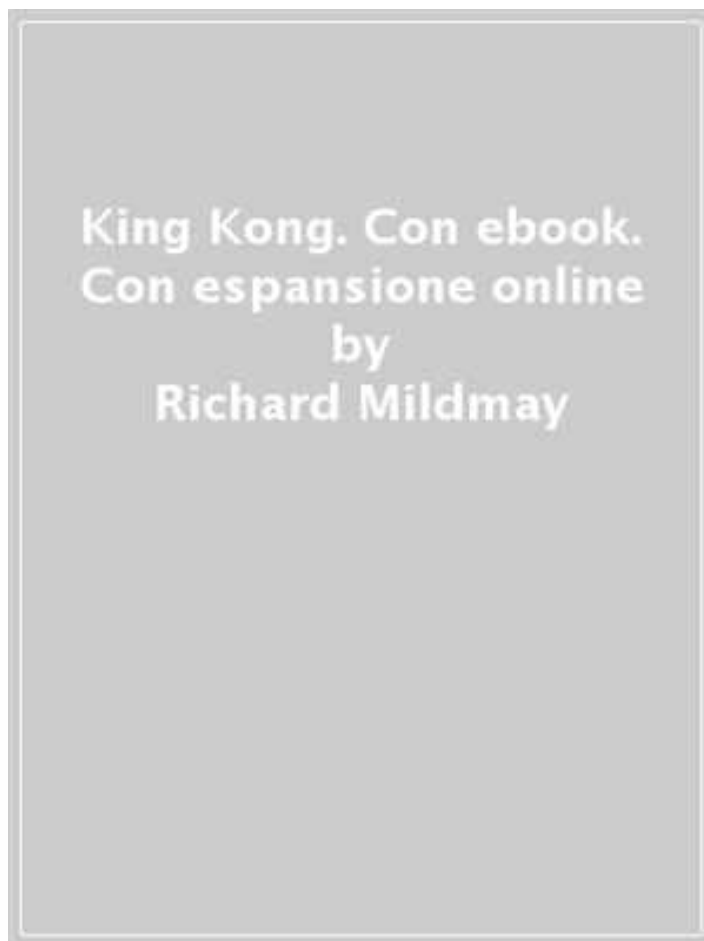 King Kong. Con ebook.
Con espansione online
by
Richard Mildmay